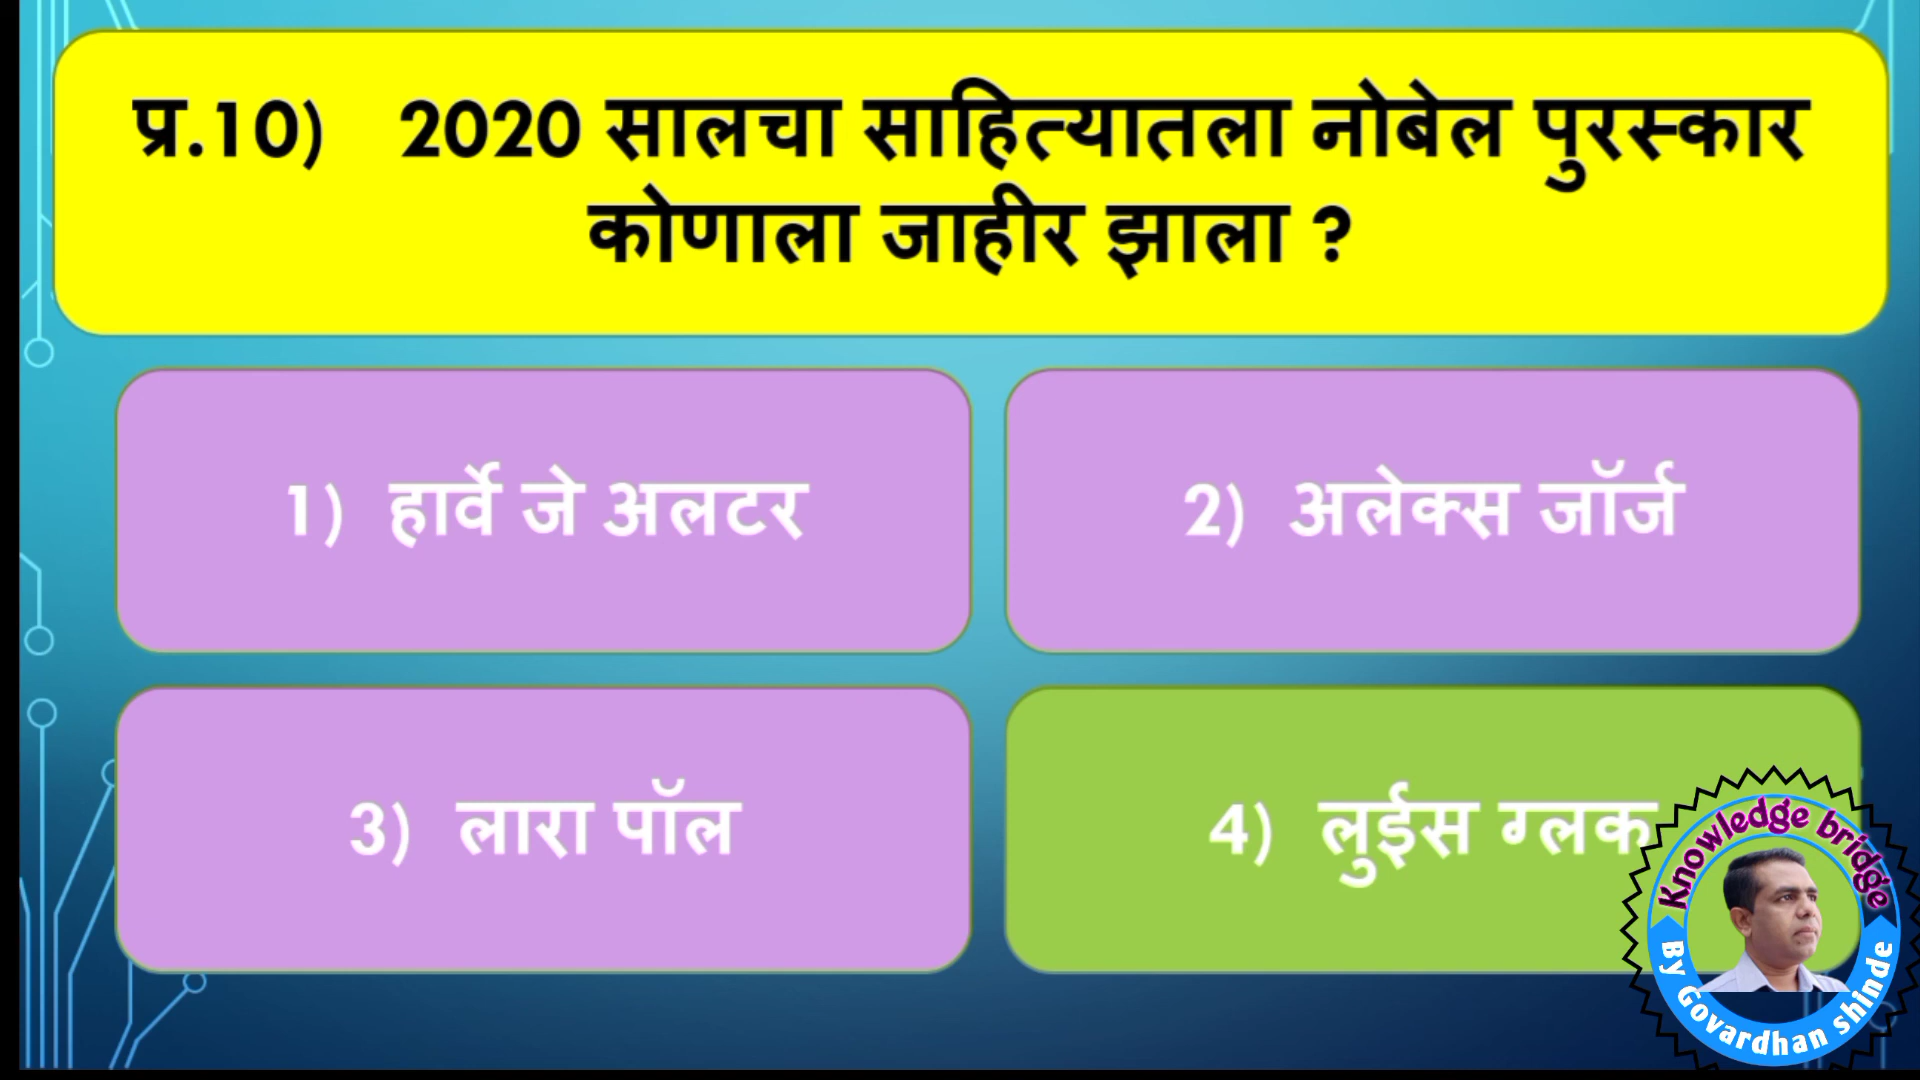 प्र.10) 2020 सालचा साहित्यातला नोबेल पुरस्कार
कोणाला जाहीर झाला ?
1) हार्वे जे अलटर
2) अलेक्स जॉर्ज
3) लारा पॉल
4) लुईस ग्लक
Knowledge bridge
By Govardhan shinde